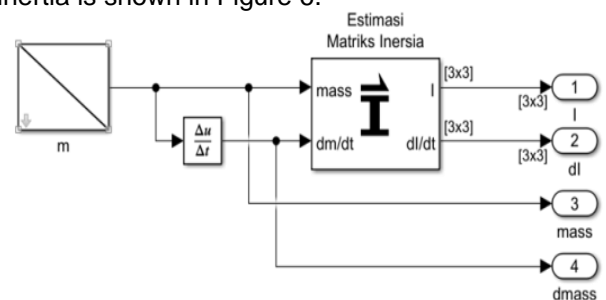 inertia is shown in Figure 6.
Estimasi
Matriks Inersia
m
Δu
Δt
mass
dm/dt
I
dI/dt
[3x3]
[3x3]
[3x3]
[3x3]
1
I
2
dI
3
mass
4
dmass